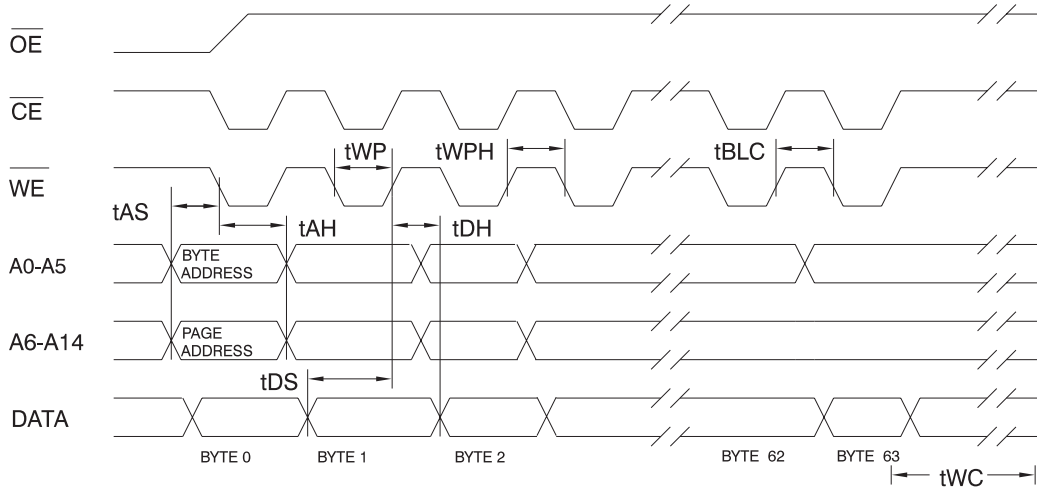 OE
CE
tWP
tWPH
tBLC
WE
tAS
tAH
tDH
A0-A5
BYTE
ADDRESS
A6-A14
PAGE
ADDRESS
tDS
DATA
BYTE 0
BYTE 1
BYTE 2
BYTE 62
BYTE 63
tWC